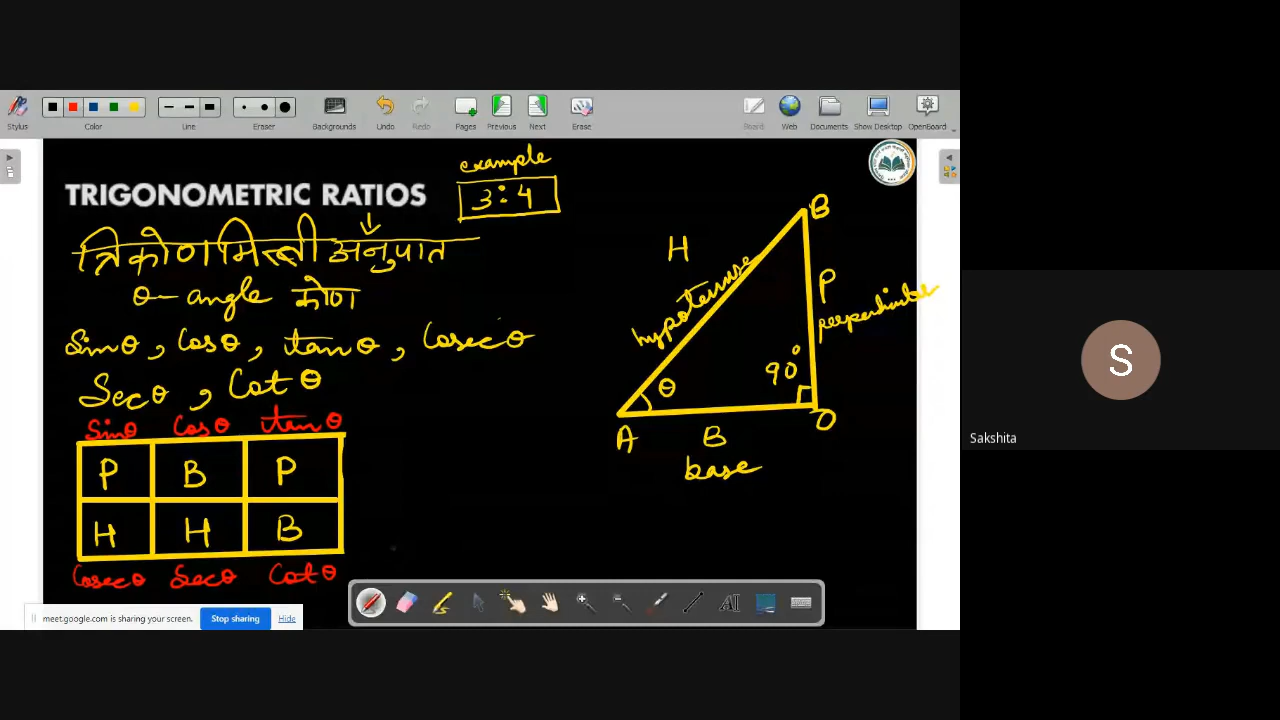 Stylus
Color
Line
Eraser
Backgrounds
Undo
Redo
Pages
Previous
Next
Erase
Board
Web
Documents
Show Desktop
OpenBoard
example
3:4
TRIGONOMETRIC RATIOS
त्रिकोणमिती अनुपात
θ- angle कोण
Sinθ, Cosθ, tanθ, Cosecθ
Secθ, Cotθ
Sinθ Cosθ tanθ
P B P
H H B
Cosecθ Secθ Cotθ
B
H
hypotenuse
P
perpendicular
θ
90°
A
O
B
base
meet.google.com is sharing your screen.
Stop sharing
Hide
S
Sakshita